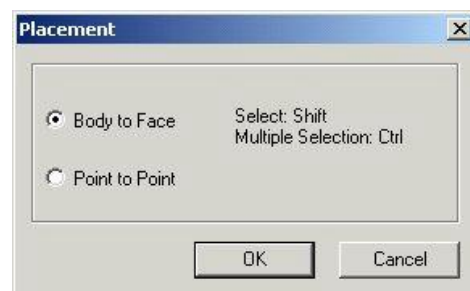 Placement
Body to Face
Select: Shift
Multiple Selection: Ctrl
Point to Point
OK
Cancel